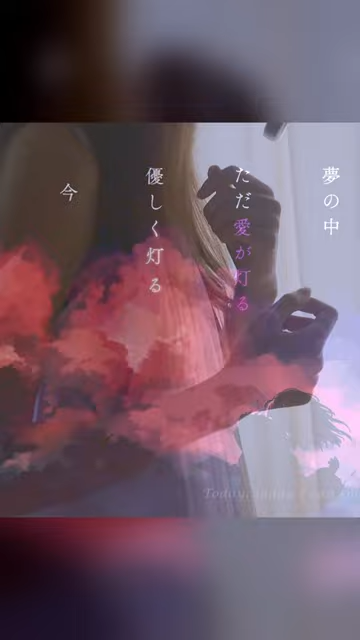 夢の中
ただ愛が灯る
優しく灯る
今